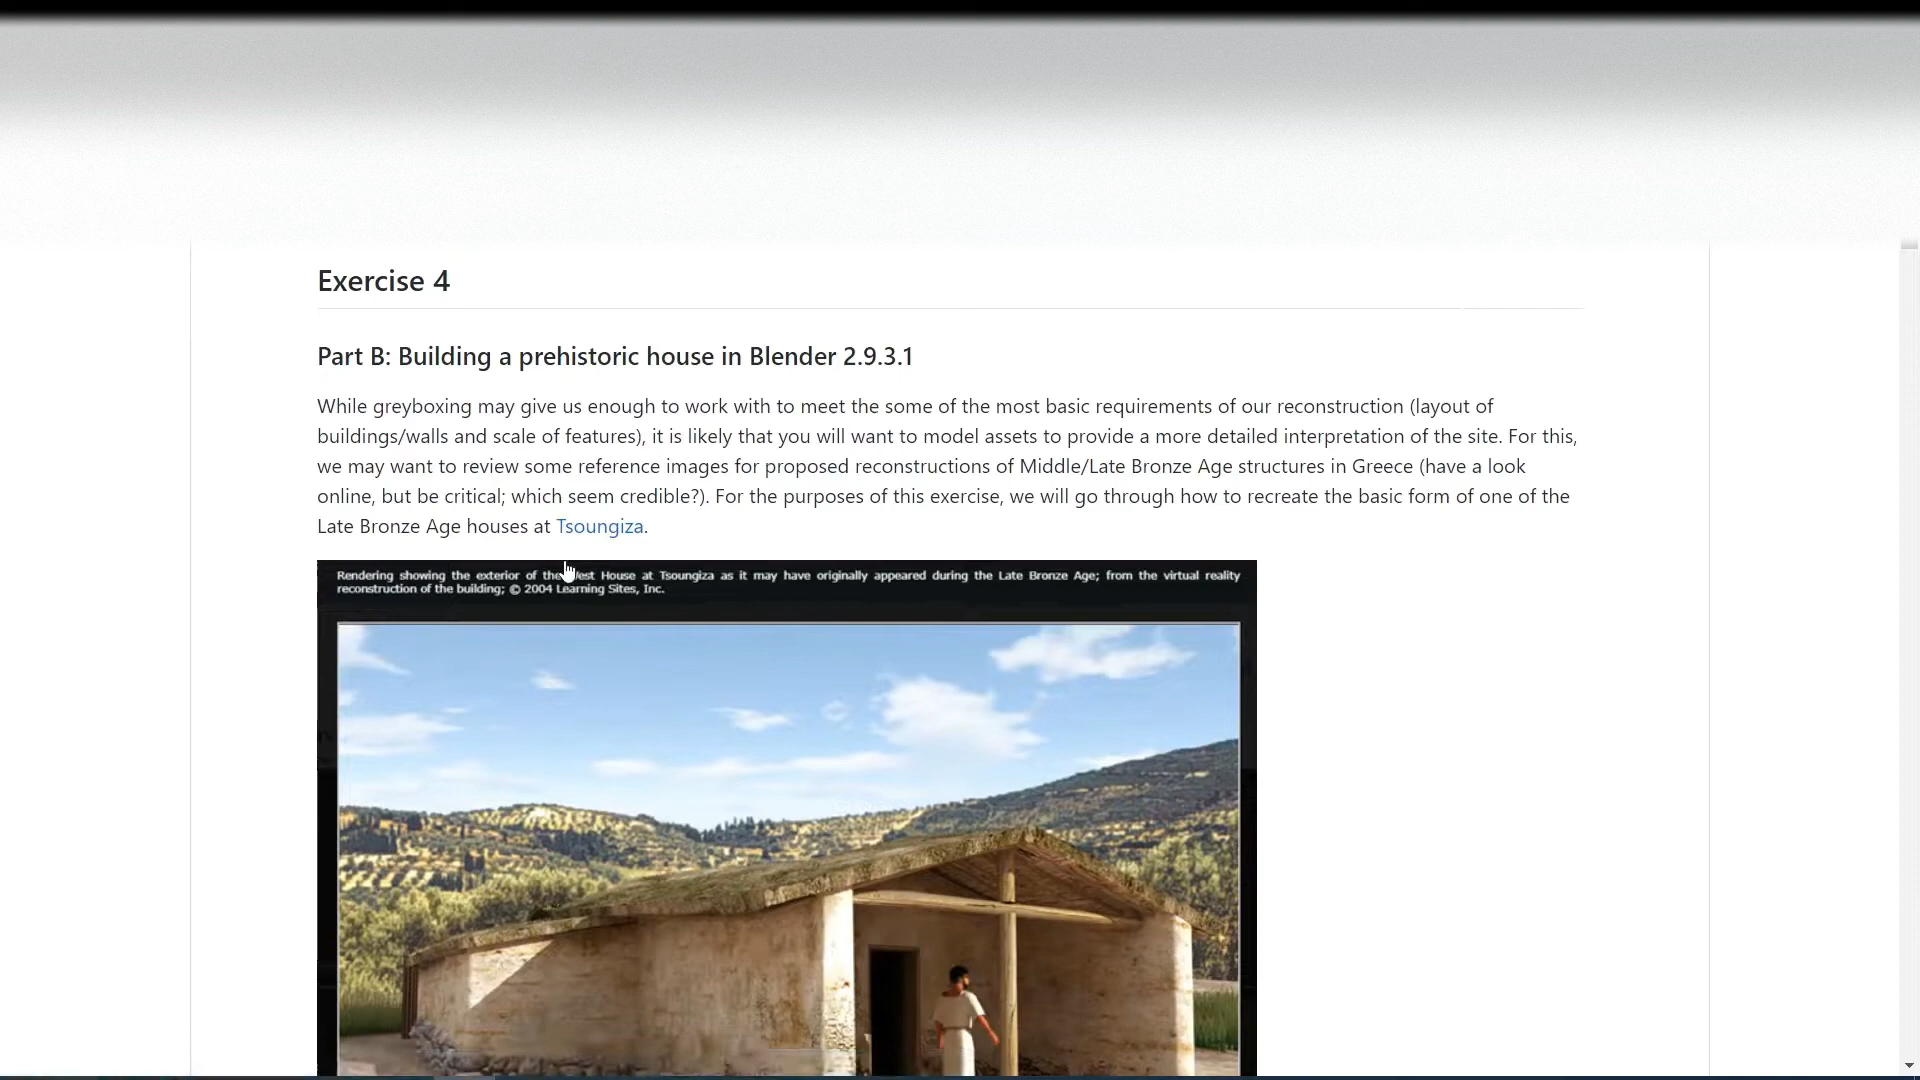 Exercise 4
Part B: Building a prehistoric house in Blender 2.9.3.1
While greyboxing may give us enough to work with to meet the some of the most basic requirements of our reconstruction (layout of
buildings/walls and scale of features), it is likely that you will want to model assets to provide a more detailed interpretation of the site. For this,
we may want to review some reference images for proposed reconstructions of Middle/Late Bronze Age structures in Greece (have a look
online, but be critical; which seem credible?). For the purposes of this exercise, we will go through how to recreate the basic form of one of the
Late Bronze Age houses at Tsoungiza.
Rendering showing the exterior of the West House at Tsoungiza as it may have originally appeared during the Late Bronze Age; from the virtual reality
reconstruction of the building; © 2004 Learning Sites, Inc.